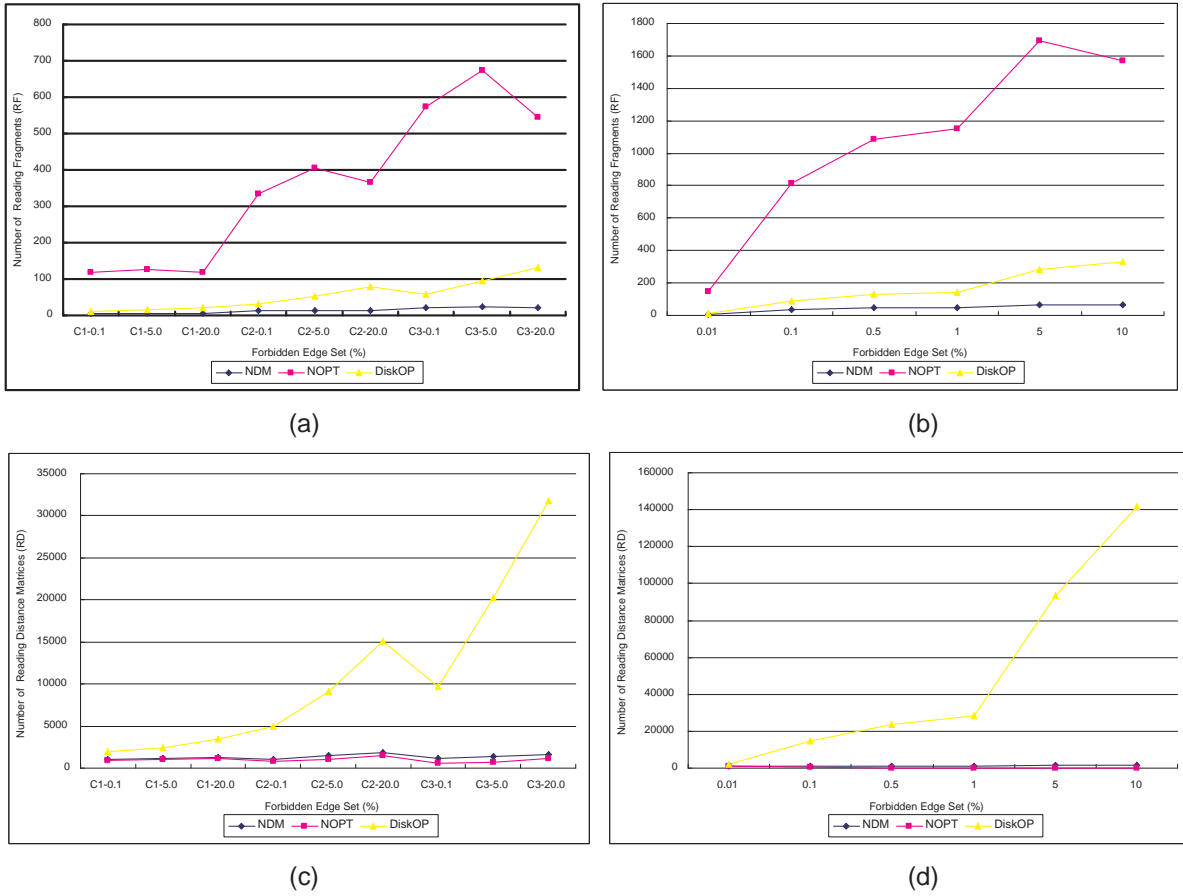 800
700
600
500
400
300
200
100
0
Number of Reading Fragments (RF)
C1-0.1 C1-5.0 C1-20.0 C2-0.1 C2-5.0 C2-20.0 C3-0.1 C3-5.0 C3-20.0
Forbidden Edge Set (%)
NDM NOPT DiskOP
(a)
1800
1600
1400
1200
1000
800
600
400
200
0
Number of Reading Fragments (RF)
0.01 0.1 0.5 1 5 10
Forbidden Edge Set (%)
NDM NOPT DiskOP
(b)
35000
30000
25000
20000
15000
10000
5000
0
Number of Reading Distance Matrices (RD)
C1-0.1 C1-5.0 C1-20.0 C2-0.1 C2-5.0 C2-20.0 C3-0.1 C3-5.0 C3-20.0
Forbidden Edge Set (%)
NDM NOPT DiskOP
(c)
160000
140000
120000
100000
80000
60000
40000
20000
0
Number of Reading Distance Matrices (RD)
0.01 0.1 0.5 1 5 10
Forbidden Edge Set (%)
NDM NOPT DiskOP
(d)